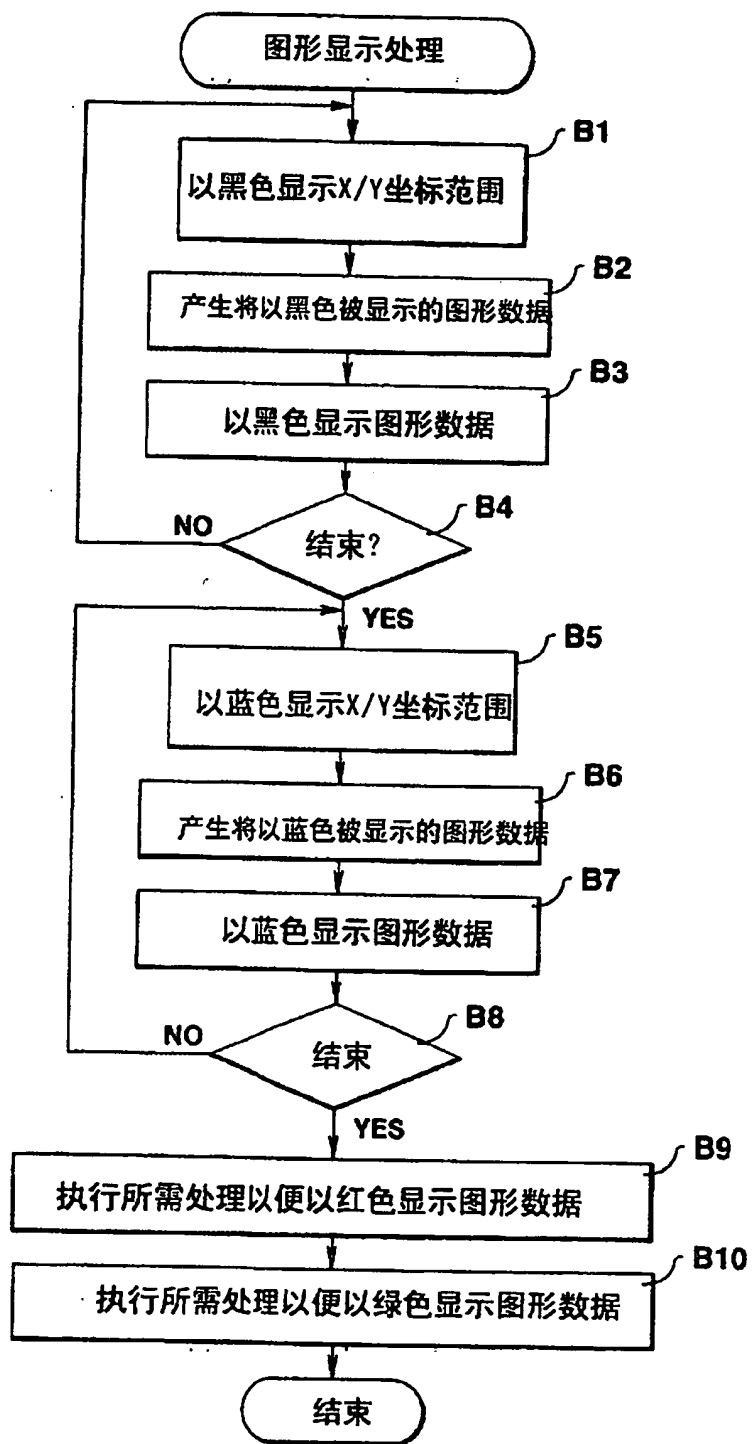 图形显示处理
B1
以黑色显示X/Y坐标范围
B2
产生将以黑色被显示的图形数据
B3
以黑色显示图形数据
B4
NO
结束?
YES
B5
以蓝色显示X/Y坐标范围
B6
产生将以蓝色被显示的图形数据
B7
以蓝色显示图形数据
B8
NO
结束
YES
B9
执行所需处理以便以红色显示图形数据
B10
执行所需处理以便以绿色显示图形数据
结束